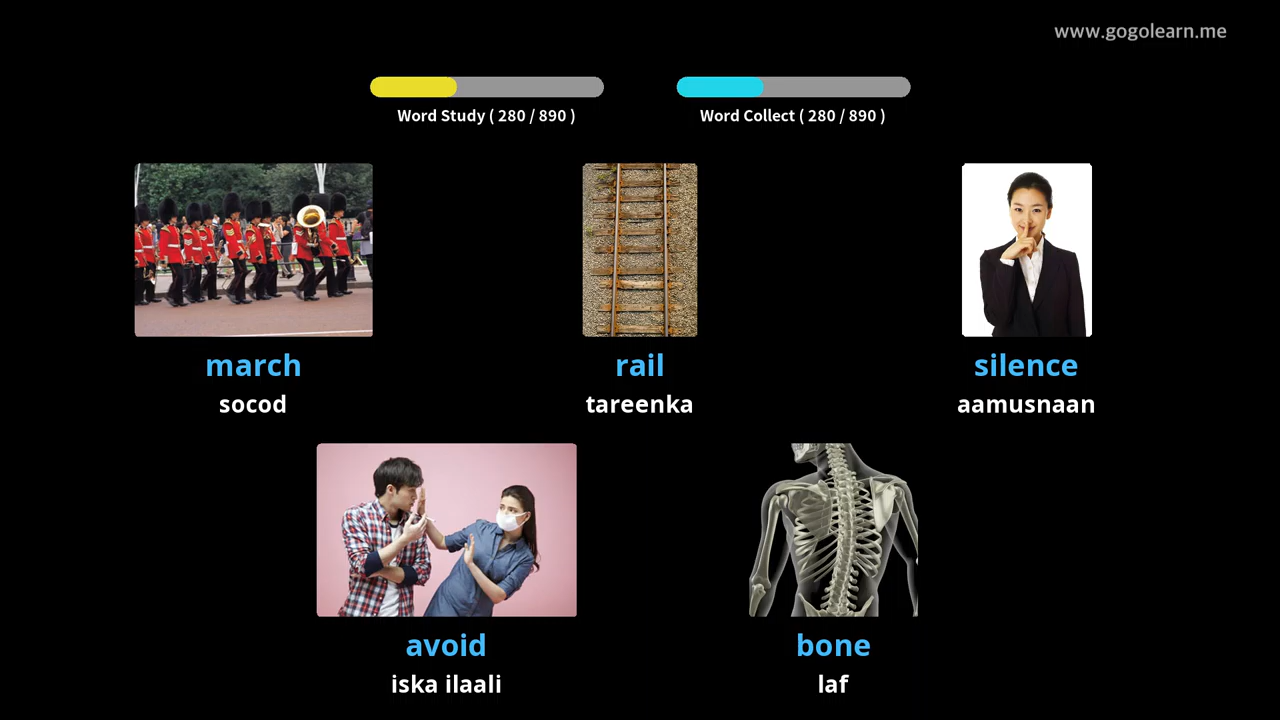 www.gogolearn.me
Word Study ( 280 / 890 )
Word Collect ( 280 / 890 )
march
socod
rail
tareenka
silence
aamusnaan
avoid
iska ilaali
bone
laf